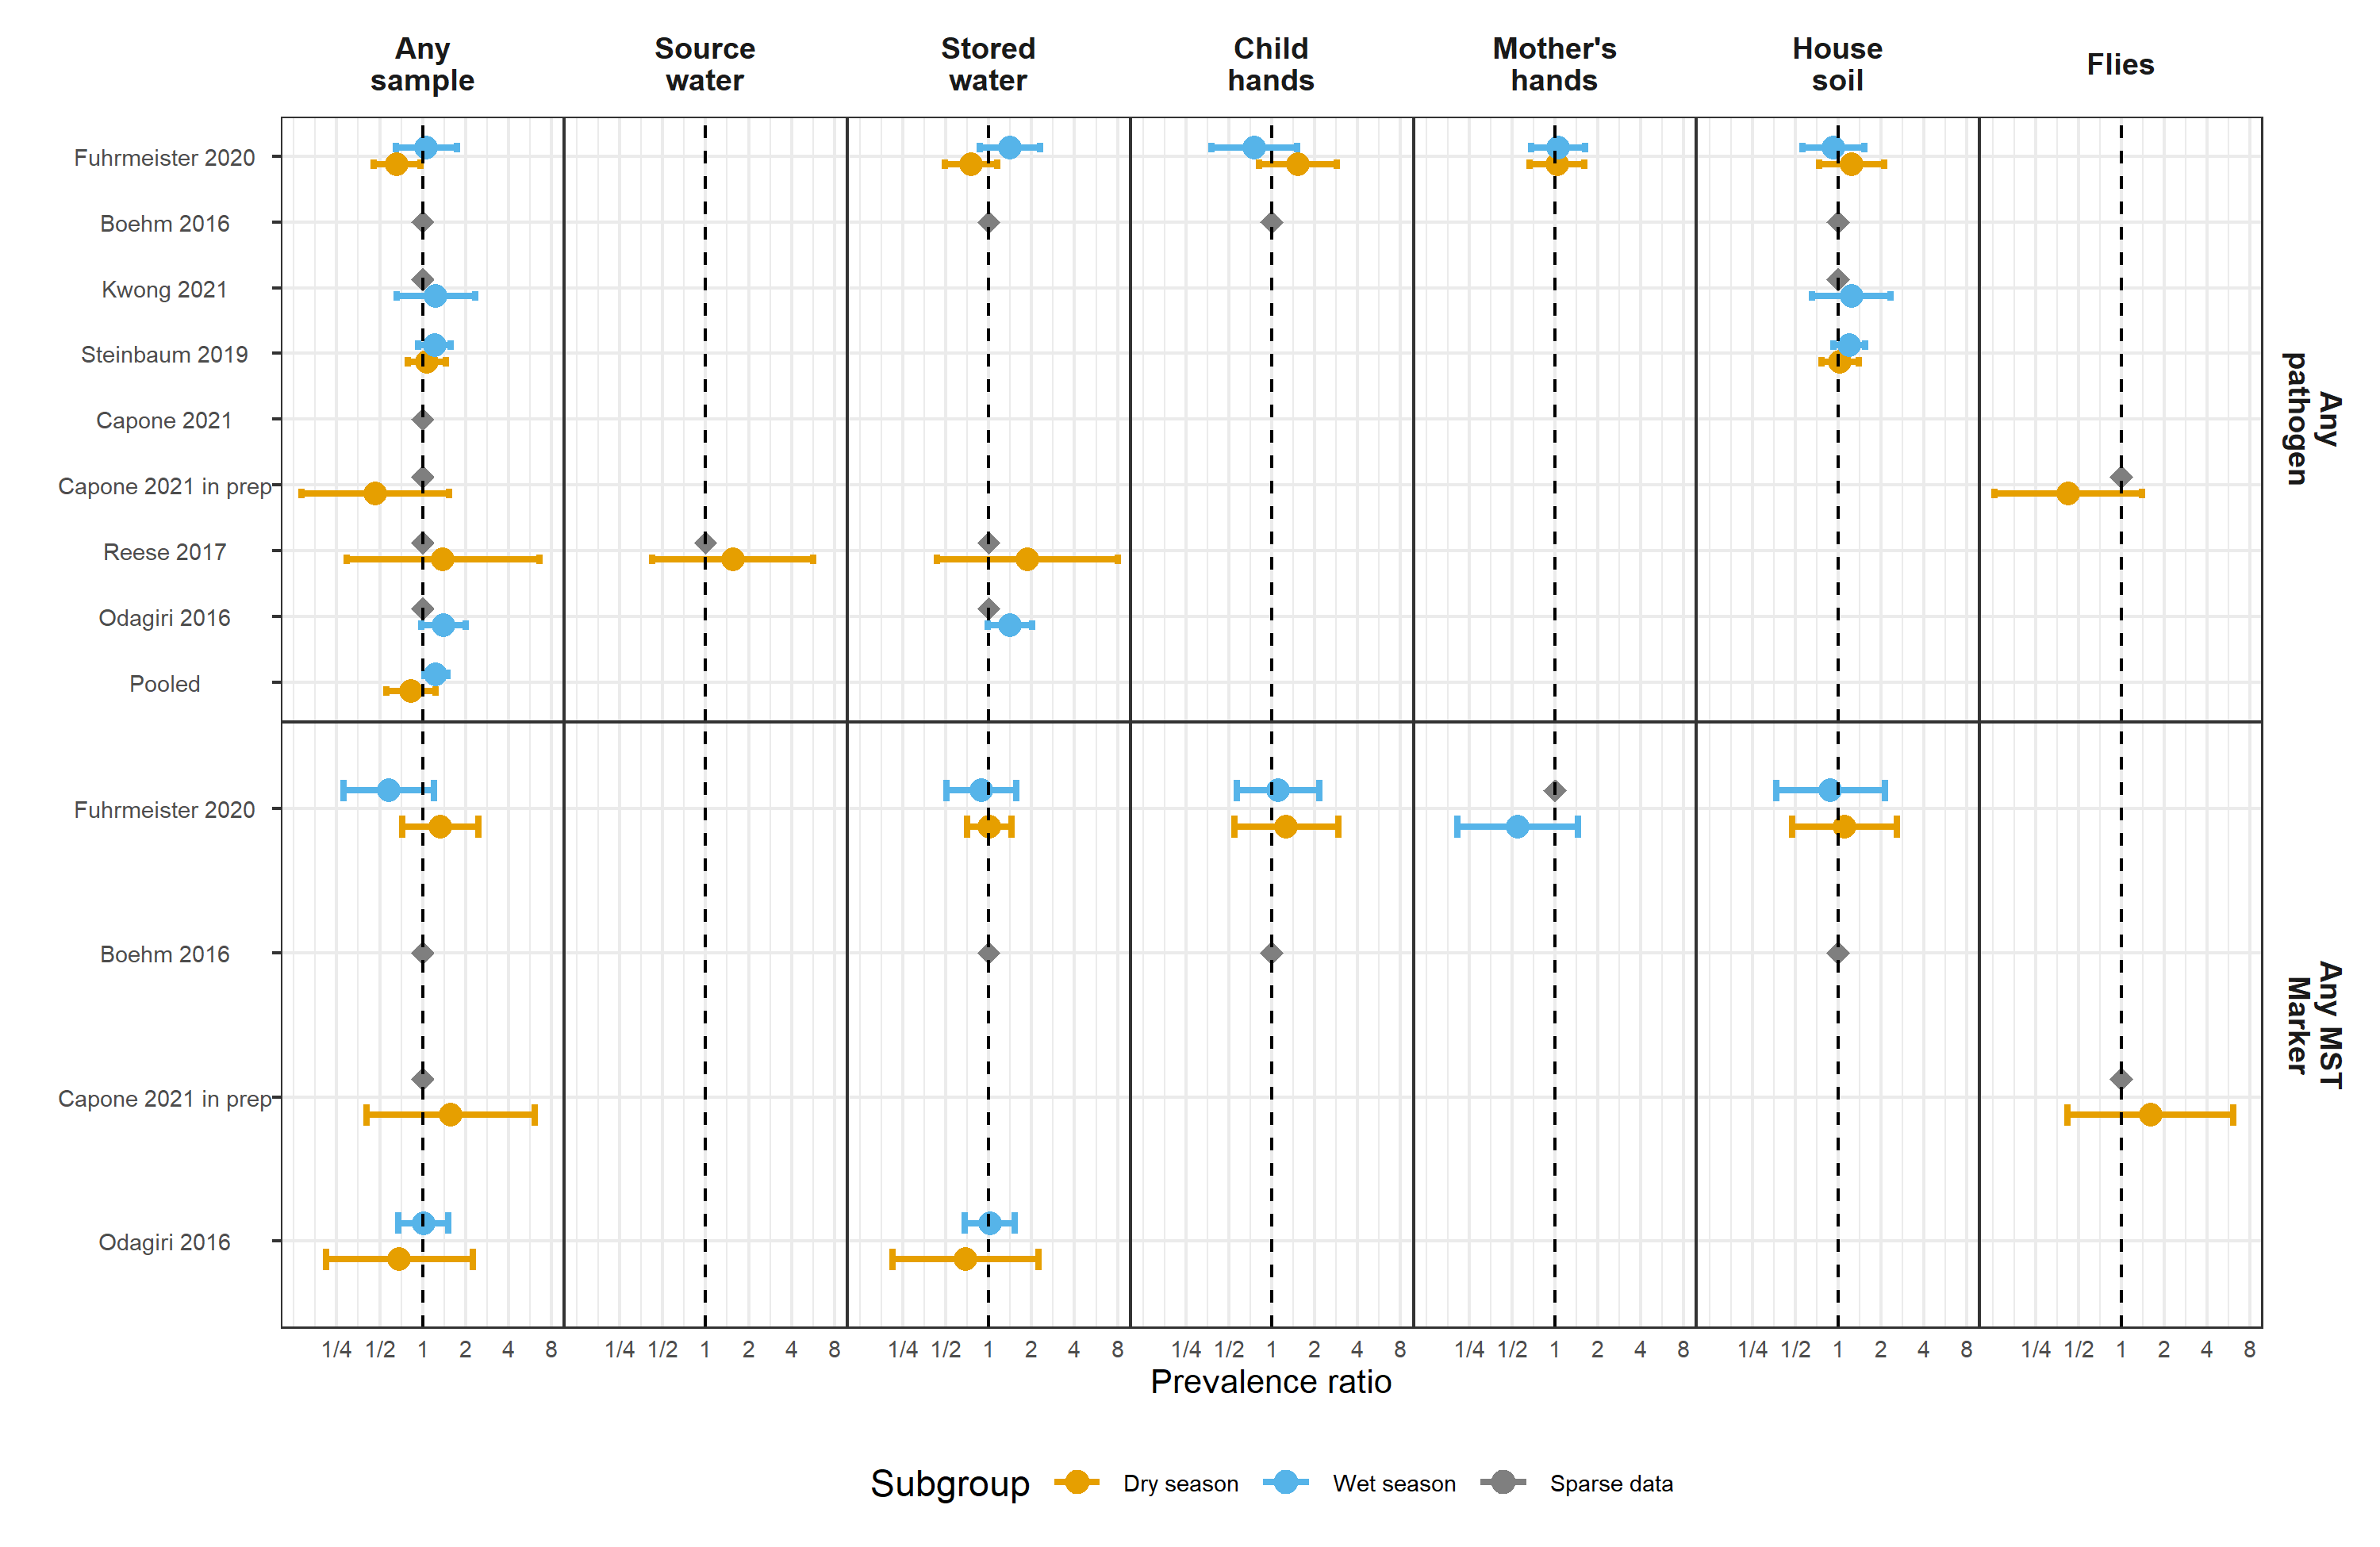 Any
sample
Source
water
Stored
water
Child
hands
Mother's
hands
House
soil
Flies
Fuhrmeister 2020
Boehm 2016
Kwong 2021
Steinbaum 2019
Capone 2021
Capone 2021 in prep
Reese 2017
Odagiri 2016
Pooled
Any
pathogen
Fuhrmeister 2020
Boehm 2016
Capone 2021 in prep
Odagiri 2016
Any MST
Marker
1/4 1/2 1 2 4 8 1/4 1/2 1 2 4 8 1/4 1/2 1 2 4 8 1/4 1/2 1 2 4 8 1/4 1/2 1 2 4 8 1/4 1/2 1 2 4 8 1/4 1/2 1 2 4 8
Prevalence ratio
Subgroup Dry season Wet season Sparse data